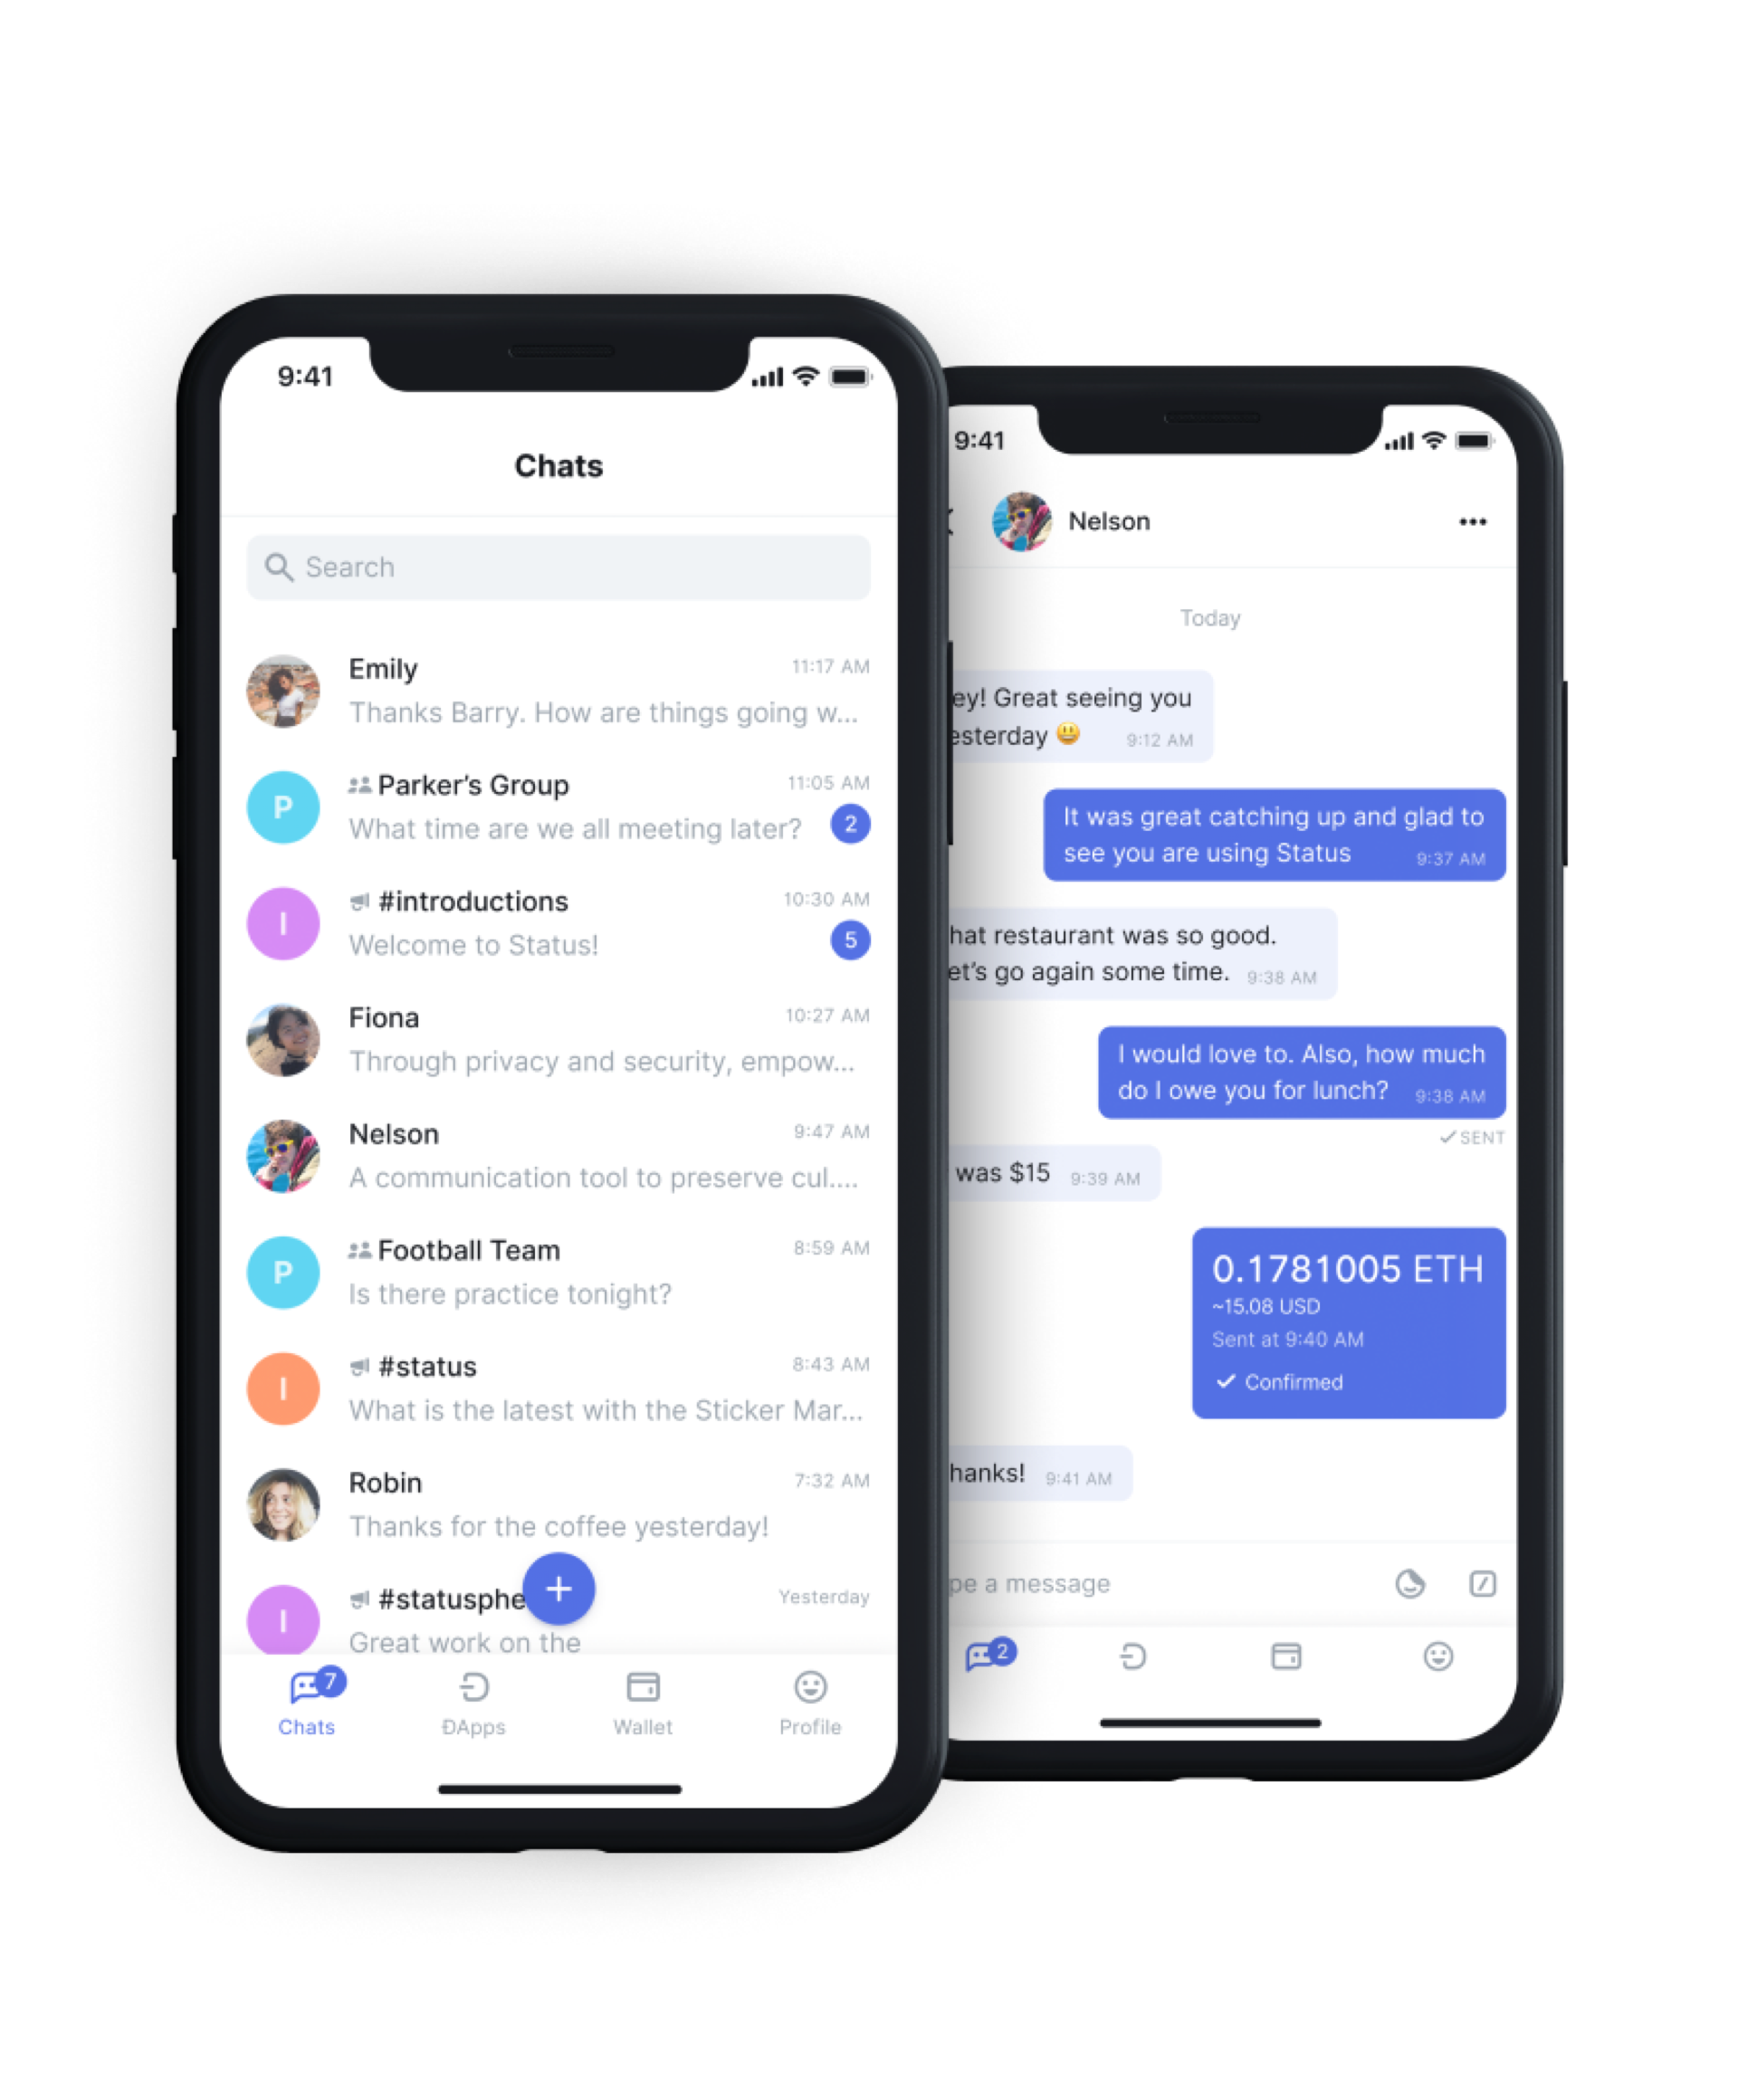 9:41
Chats
Search
Emily
11:17 AM
Thanks Barry. How are things going w...
P
Parker’s Group
11:05 AM
What time are we all meeting later?
2
I
#introductions
10:30 AM
Welcome to Status!
5
Fiona
10:27 AM
Through privacy and security, empow...
Nelson
9:47 AM
A communication tool to preserve cul....
P
Football Team
8:59 AM
Is there practice tonight?
I
#status
8:43 AM
What is the latest with the Sticker Mar...
Robin
7:32 AM
Thanks for the coffee yesterday!
I
#statusphe
Yesterday
Great work on the
+
7
Chats
ĐApps
Wallet
Profile
9:41
Nelson
Today
ey! Great seeing you
esterday 😃 9:12 AM
It was great catching up and glad to
see you are using Status 9:37 AM
hat restaurant was so good.
et’s go again some time. 9:38 AM
I would love to. Also, how much
do I owe you for lunch? 9:38 AM
SENT
was $15 9:39 AM
0.1781005 ETH
~15.08 USD
Sent at 9:40 AM
Confirmed
hanks! 9:41 AM
pe a message
2